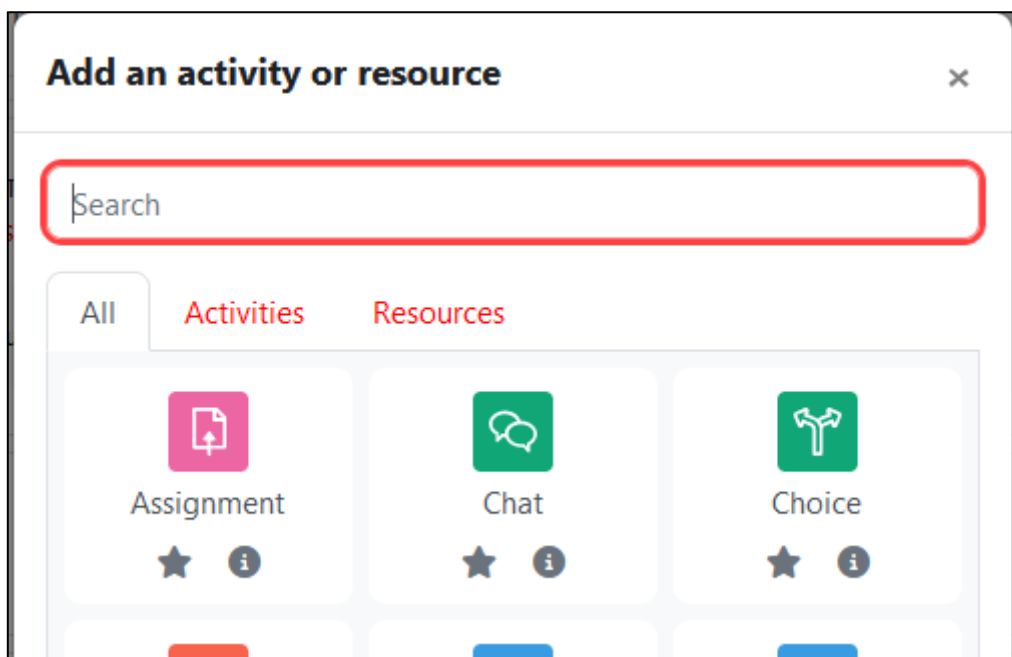 Add an activity or resource
Search
All Activities Resources
Assignment Chat Choice